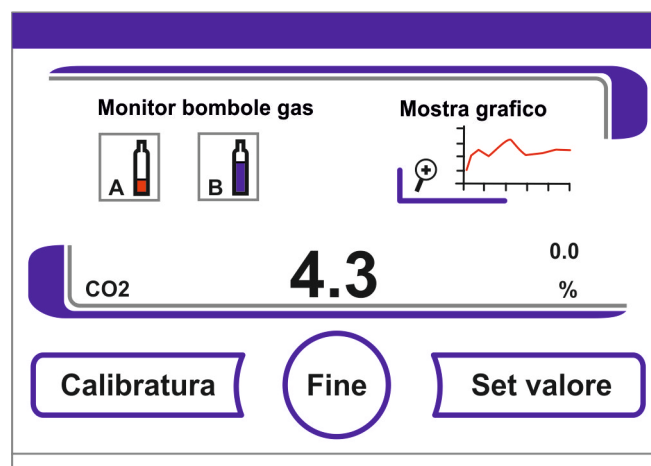 Monitor bombole gas
Mostra grafico
A
B
0.0
CO2
4.3
%
Calibratura
Fine
Set valore